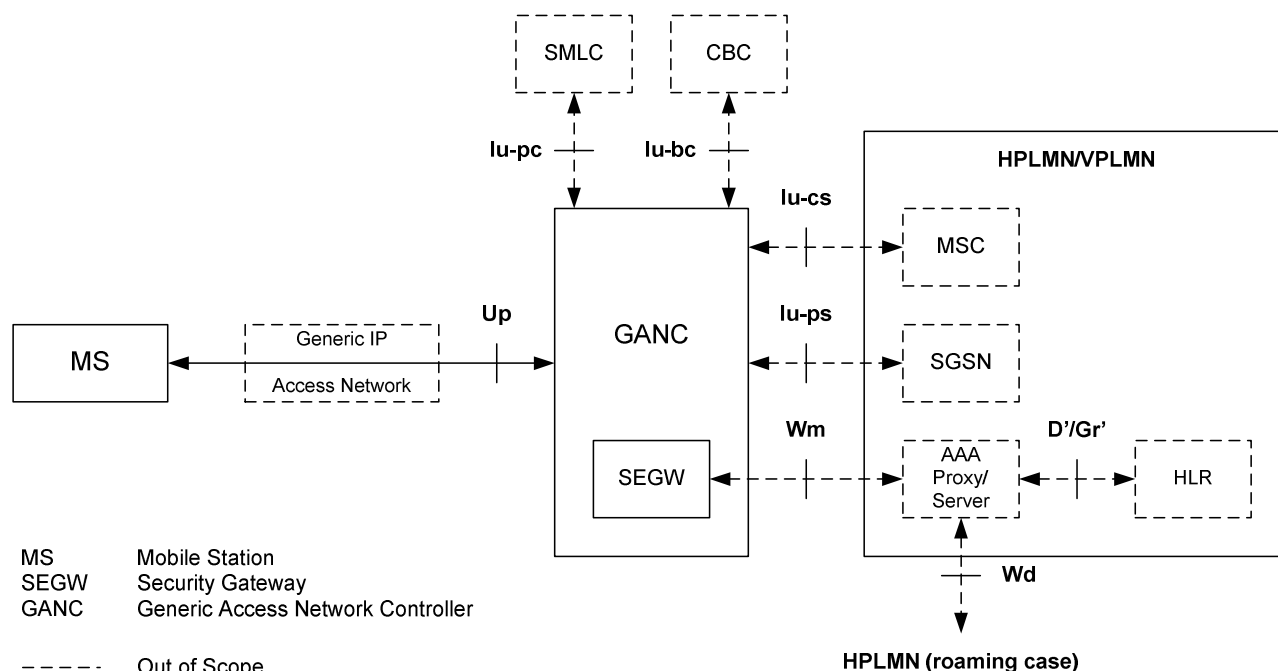 SMLC
CBC
Iu-pc
Iu-bc
HPLMN/VPLMN
Iu-cs
MSC
Up
Iu-ps
Generic IP
Access Network
MS
GANC
SGSN
Wm
D’/Gr’
SEGW
AAA
Proxy/
Server
HLR
MS Mobile Station
SEGW Security Gateway
GANC Generic Access Network Controller
Wd
Out of Scope
HPLMN (roaming case)